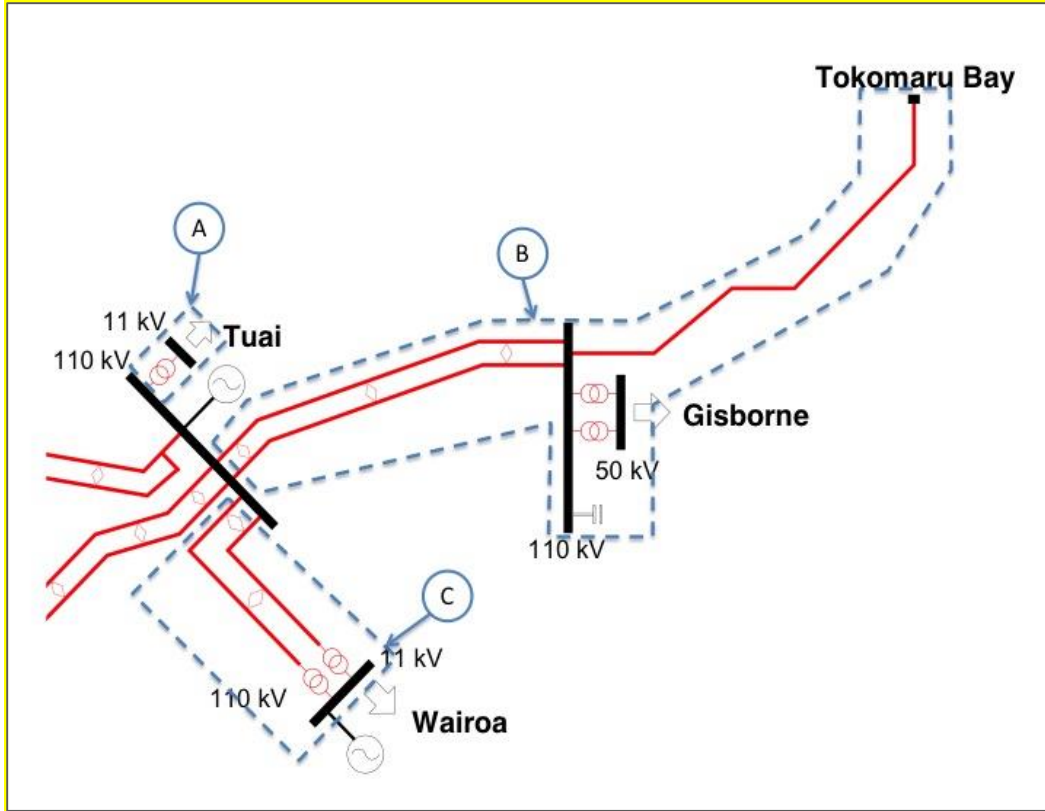 Tokomaru Bay
A
B
11 kV
Tuai
110 kV
Gisborne
50 kV
110 kV
C
11 kV
110 kV
Wairoa